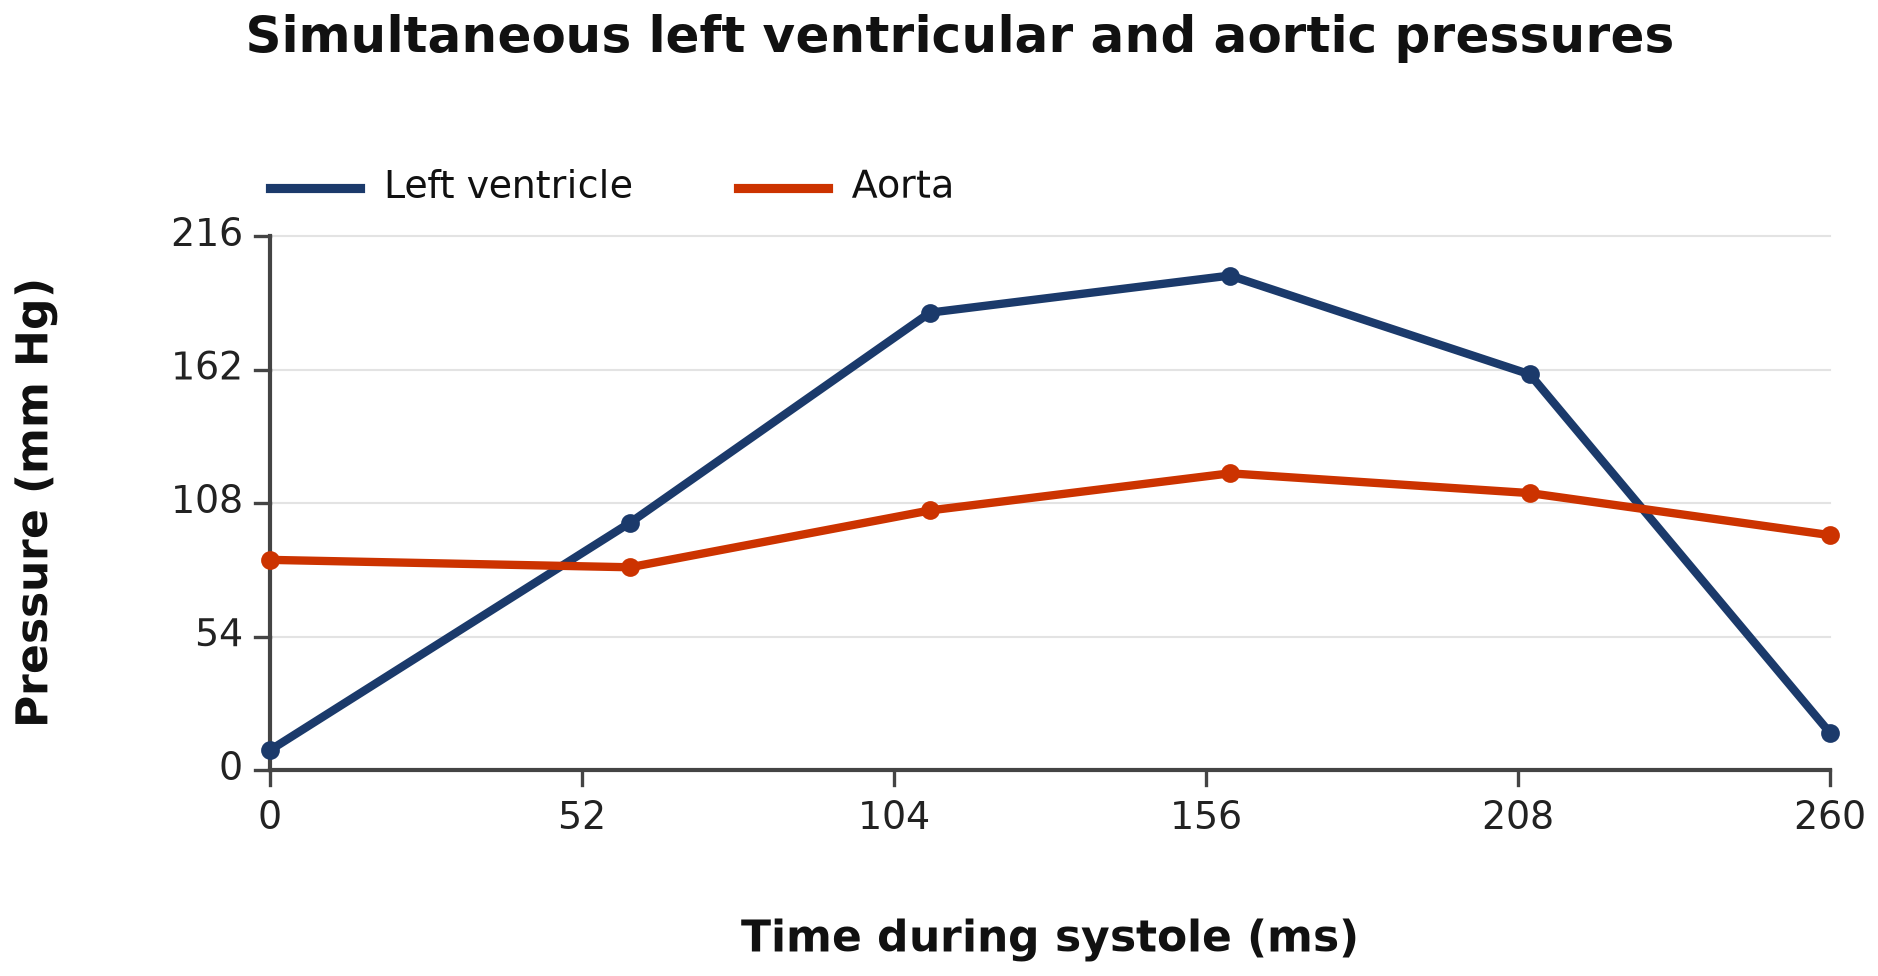 Simultaneous left ventricular and aortic pressures
Left ventricle Aorta
216
162
108
54
0
Pressure (mm Hg)
0 52 104 156 208 260
Time during systole (ms)